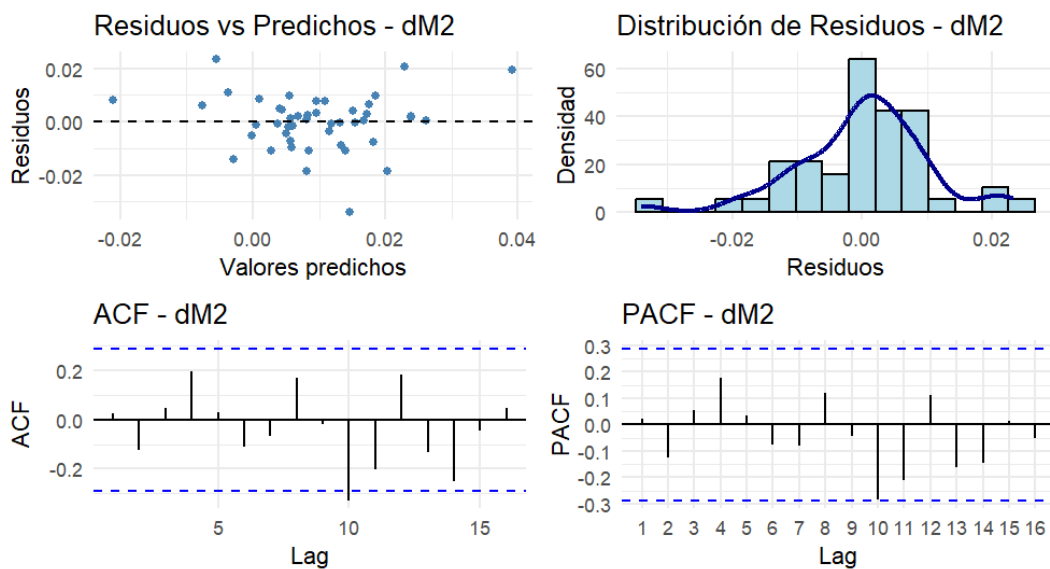 Residuos vs Predichos - dM2
Residuos
0.02
0.00
-0.02
-0.02
0.00
0.02
0.04
Valores predichos
Distribución de Residuos - dM2
Densidad
60
40
20
0
-0.02
0.00
0.02
Residuos
ACF - dM2
ACF
0.2
0.0
-0.2
5
10
15
Lag
PACF - dM2
PACF
0.3
0.2
0.1
0.0
-0.1
-0.2
-0.3
1 2 3 4 5 6 7 8 9 10 11 12 13 14 15 16
Lag